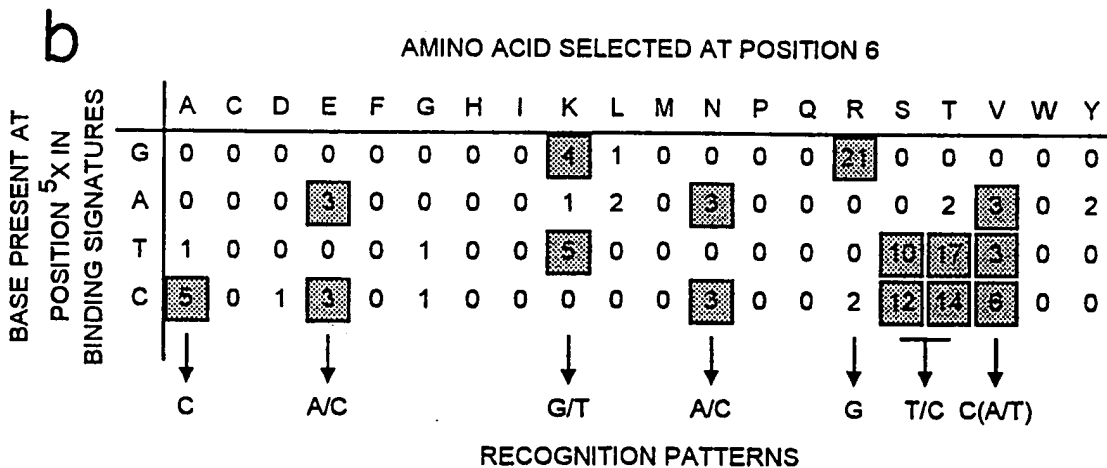 b
AMINO ACID SELECTED AT POSITION 6
BASE PRESENT AT
POSITION ⁵X IN
BINDING SIGNATURES
A C D E F G H I K L M N P Q R S T V W Y
G 0 0 0 0 0 0 0 0 4 1 0 0 0 0 21 0 0 0 0 0
A 0 0 0 3 0 0 0 0 1 2 0 3 0 0 0 0 2 3 0 2
T 1 0 0 0 0 1 0 0 5 0 0 0 0 0 0 10 17 3 0 0
C 5 0 1 3 0 1 0 0 0 0 0 3 0 0 2 12 14 6 0 0
C A/C G/T A/C G T/C C(A/T)
RECOGNITION PATTERNS